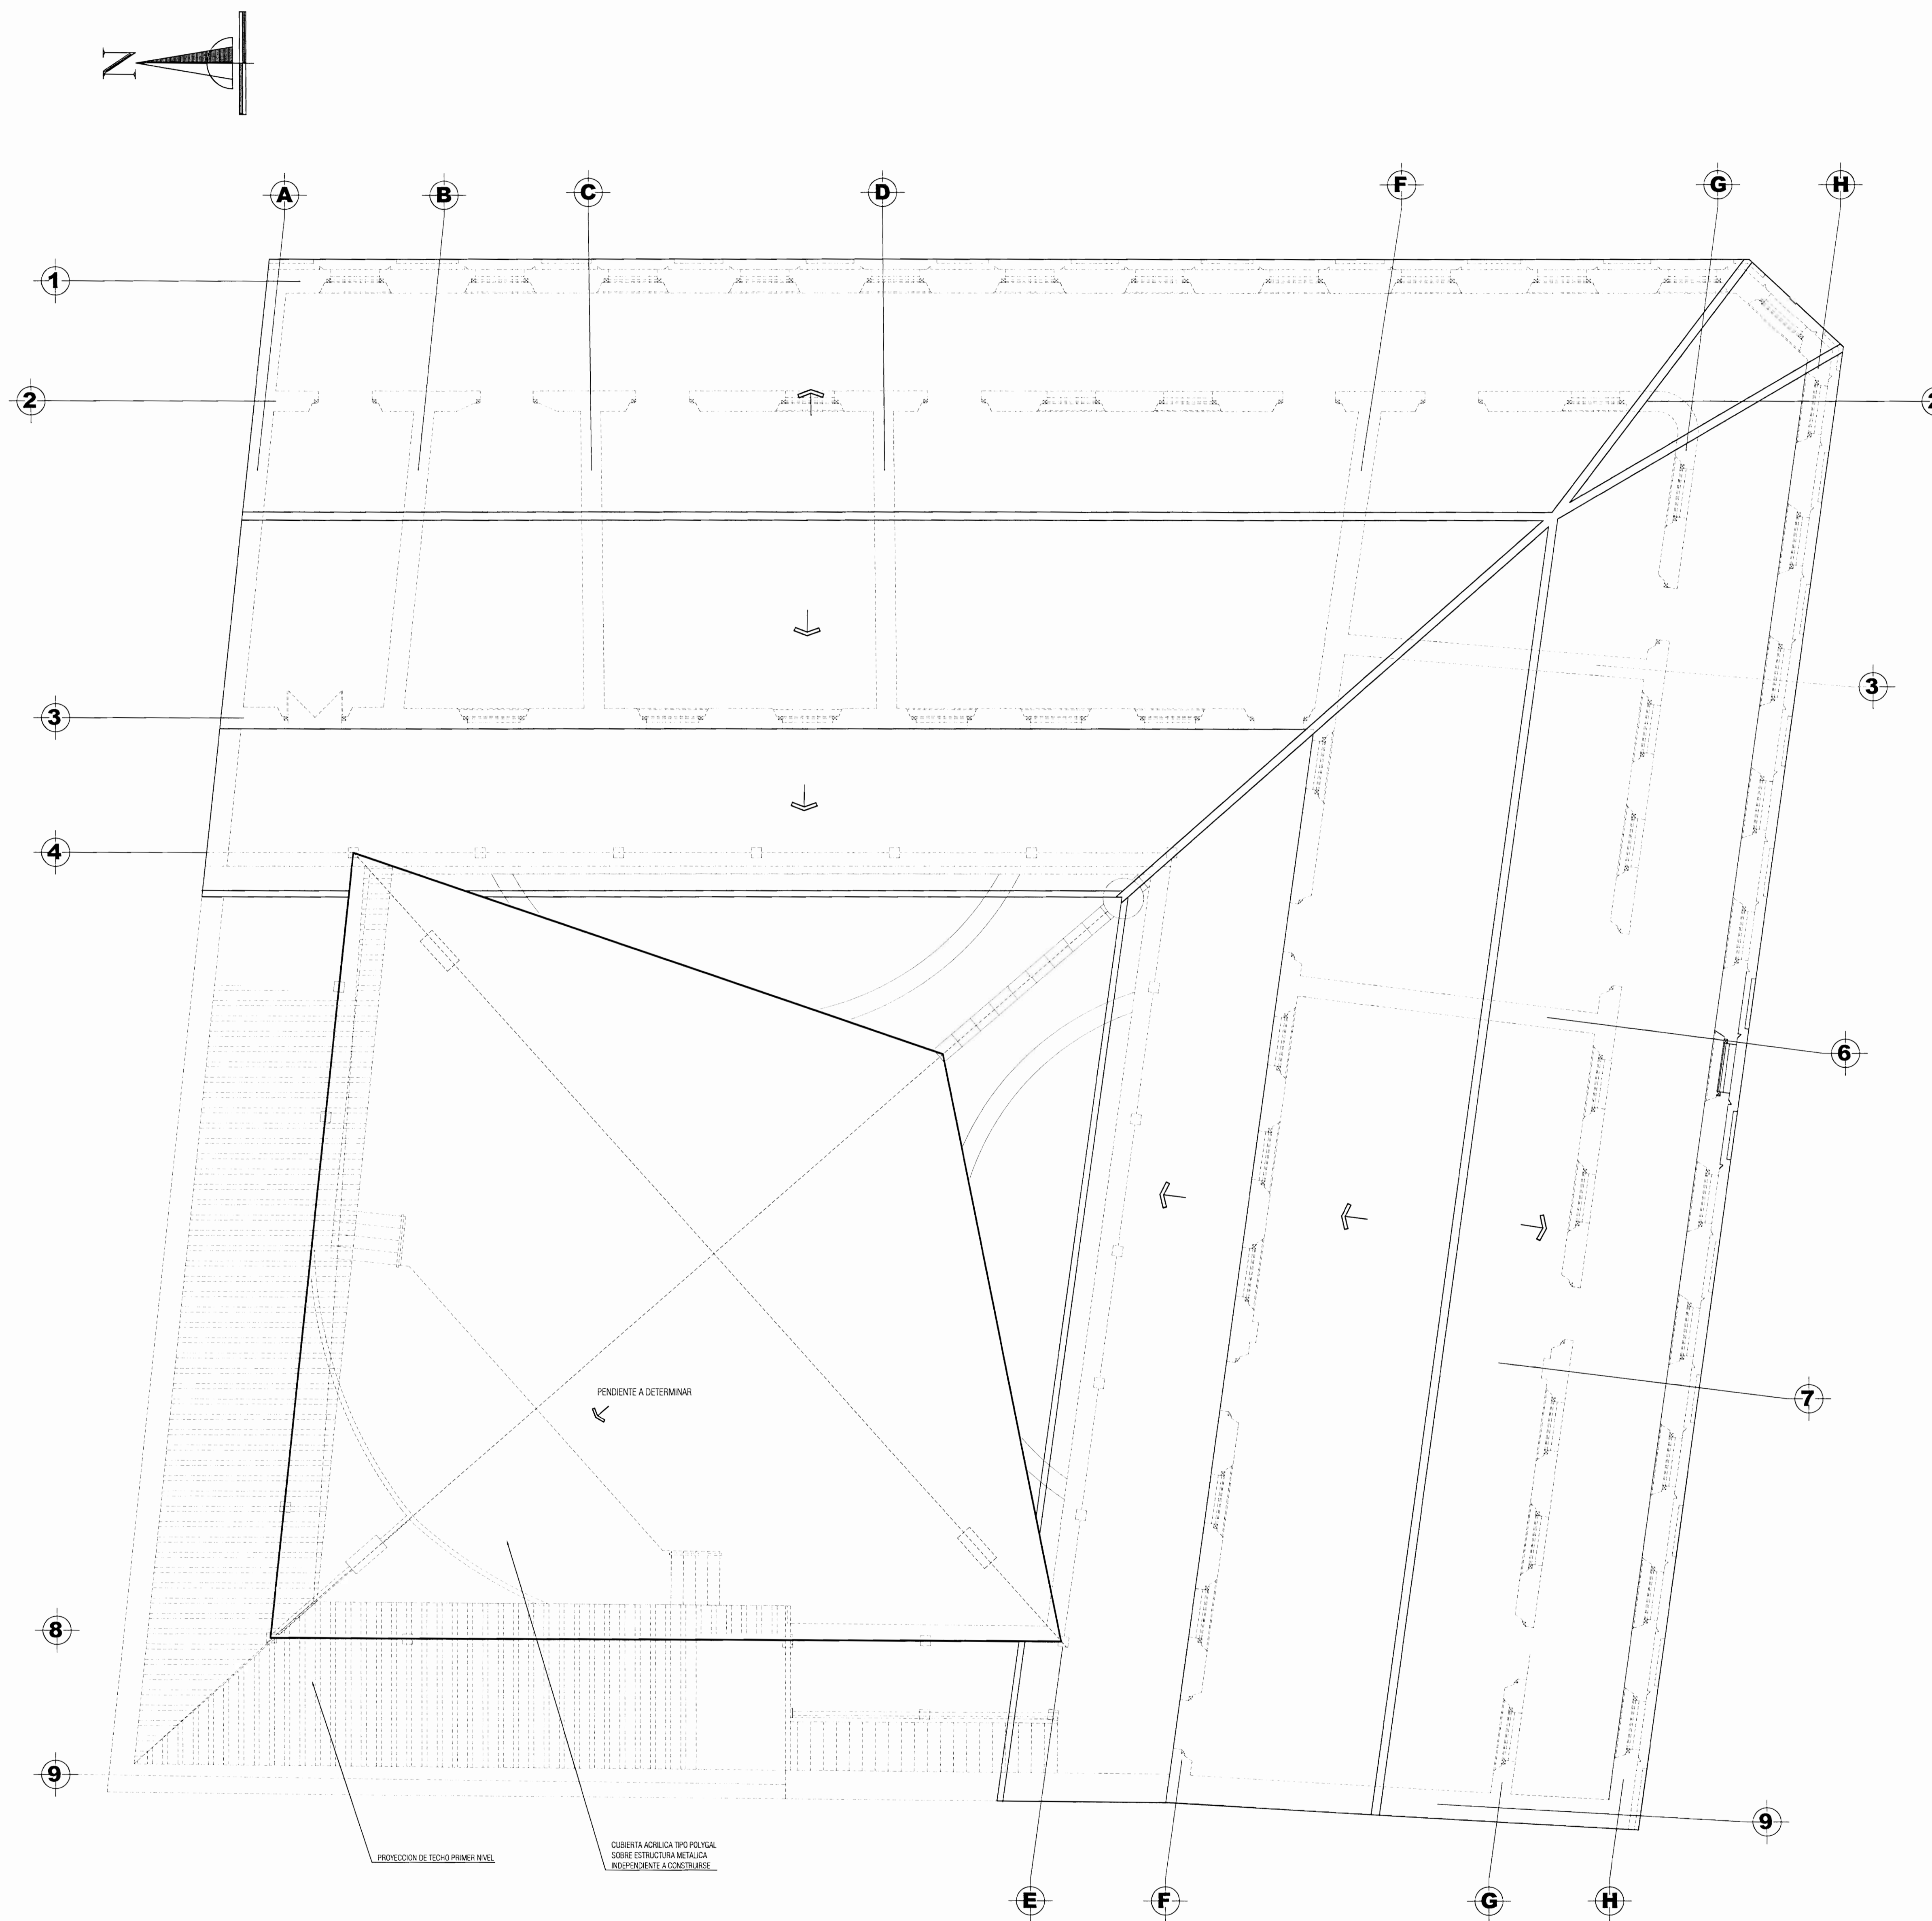 N
A
B
C
D
F
G
H
1
2
2
3
3
4
6
PENDIENTE A DETERMINAR
7
8
9
9
PROYECCION DE TECHO PRIMER NIVEL
CUBIERTA ACRILICA TIPO POLYGAL
SOBRE ESTRUCTURA METALICA
INDEPENDIENTE A CONSTRUIRSE
E
F
G
H